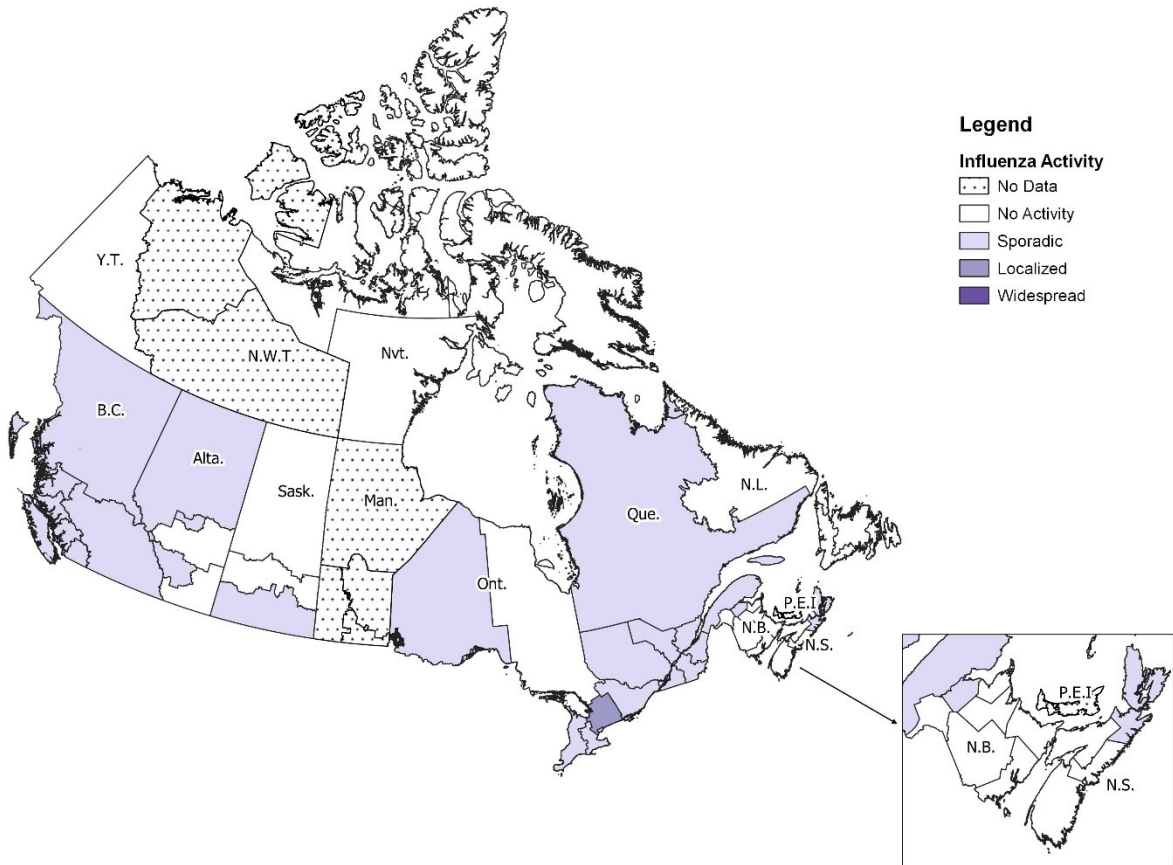 Legend
Influenza Activity
No Data
No Activity
Sporadic
Localized
Widespread
Y.T.
N.W.T.
Nvt.
B.C.
Alta.
Sask.
Man.
Ont.
Que.
N.L.
P.E.I
N.B.
N.S.
P.E.I
N.B.
N.S.